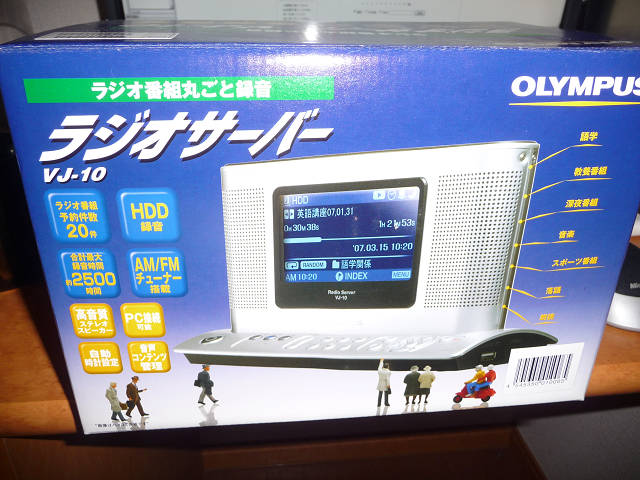 ラジオ番組丸ごと録音
OLYMPUS
ラジオサーバー
VJ-10
ラジオ番組
予約件数
20件
HDD
録音
合計最大
録音時間
約2500
時間
AM/FM
チューナー
搭載
高音質
ステレオ
スピーカー
PC接続
可能
自動
時計設定
音声
コンテンツ
管理
HDD
英語講座07,01,31
0H 30M 38S
1H 21M 53S
'07.03.15 10:20
RANDOM
語学関係
AM 10:20
INDEX
MENU
Radio Server
VJ-10
語学
教養番組
深夜番組
音楽
スポーツ番組
落語